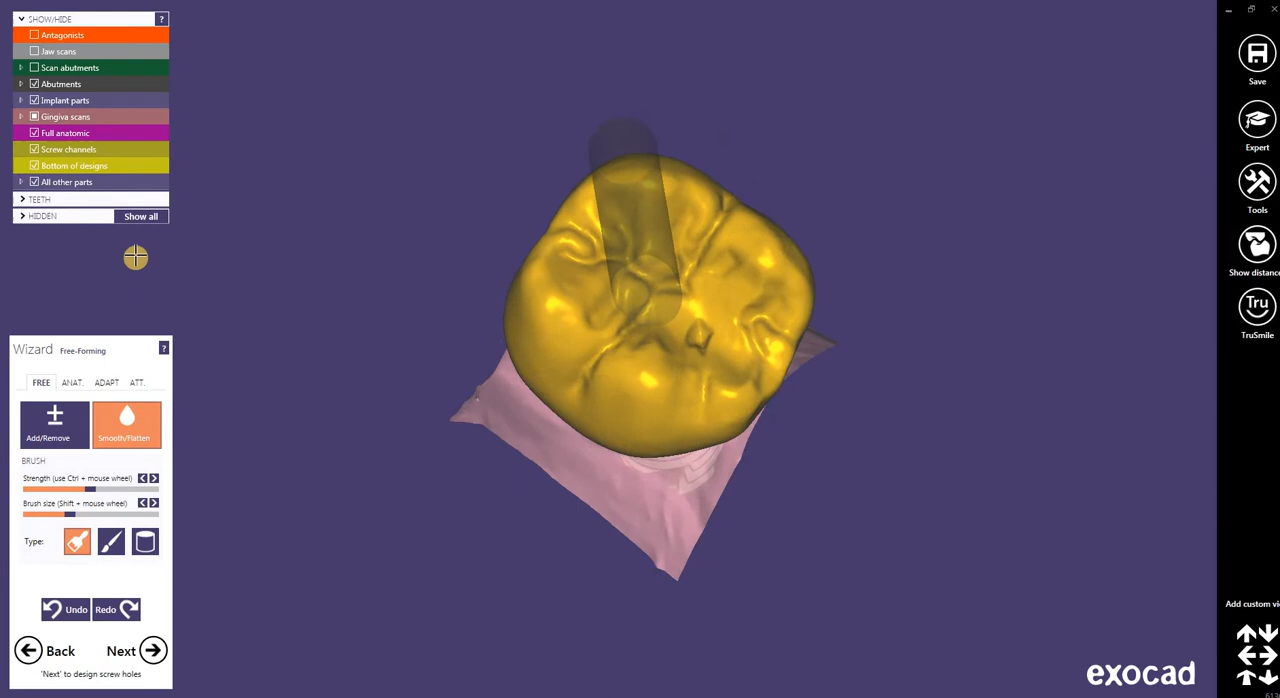 SHOW/HIDE ?
Antagonists
Jaw scans
Scan abutments
Abutments
Implant parts
Gingiva scans
Full anatomic
Screw channels
Bottom of designs
All other parts
TEETH
HIDDEN Show all
Wizard Free-Forming ?
FREE ANAT. ADAPT ATT.
Add/Remove Smooth/Flatten
BRUSH
Strength (use Ctrl + mouse wheel)
Brush size (Shift + mouse wheel)
Type:
Undo Redo
Back Next
'Next' to design screw holes
Save
Expert
Tools
Show distanc
Tru
TruSmile
Add custom vi
exocad